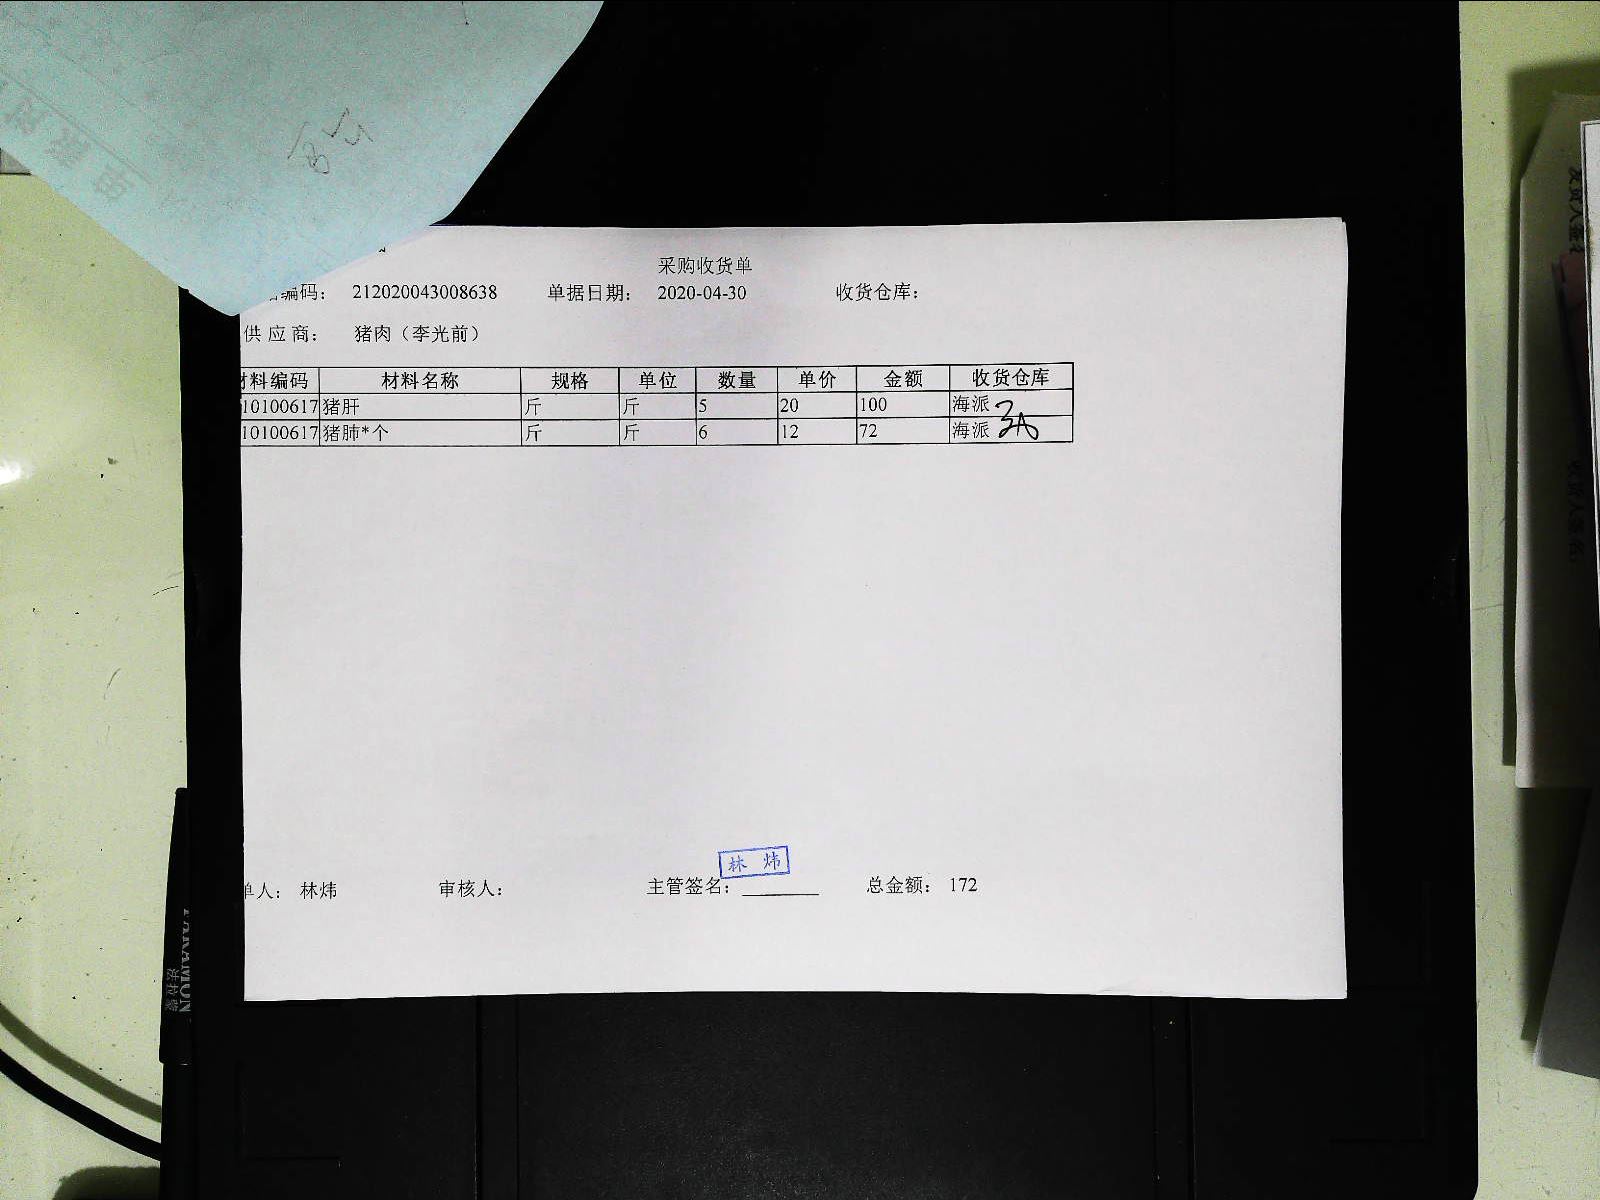 采购收货单
编码： 212020043008638 单据日期： 2020-04-30 收货仓库：
供应商： 猪肉（李光前）
材料编码 材料名称 规格 单位 数量 单价 金额 收货仓库
10100617 猪肝 斤 斤 5 20 100 海派
10100617 猪肺*个 斤 斤 6 12 72 海派
林炜
单人： 林炜 审核人： 主管签名： 总金额： 172
法拉蒙